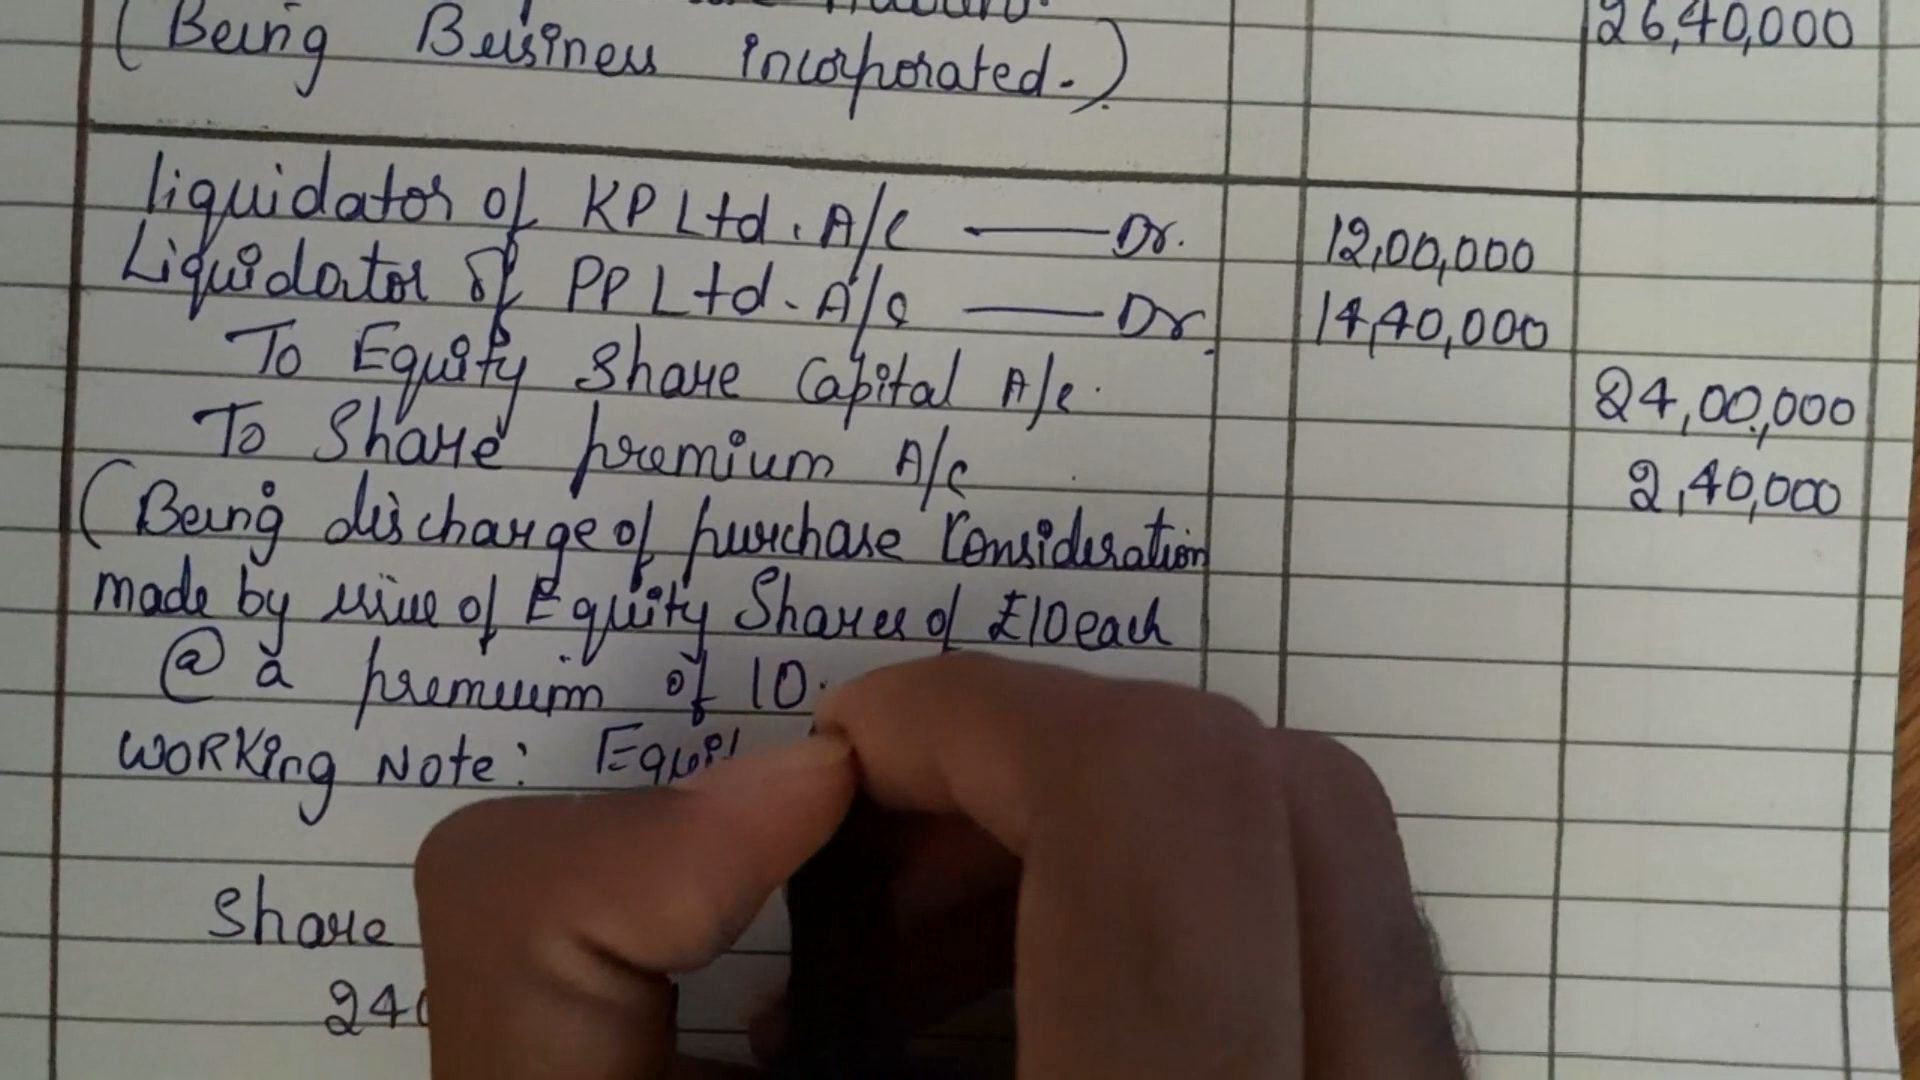 26,40,000
(Being Business incorporated.)
liquidator of KP Ltd. A/c — Dr. 12,00,000
Liquidator of PP Ltd. A/c — Dr. 14,40,000
To Equity Share Capital A/c. 24,00,000
To Share premium A/c 2,40,000
(Being discharge of purchase Consideration
made by issue of Equity Shares of ₹10 each
@ a premium of 10
Working Note:
Share